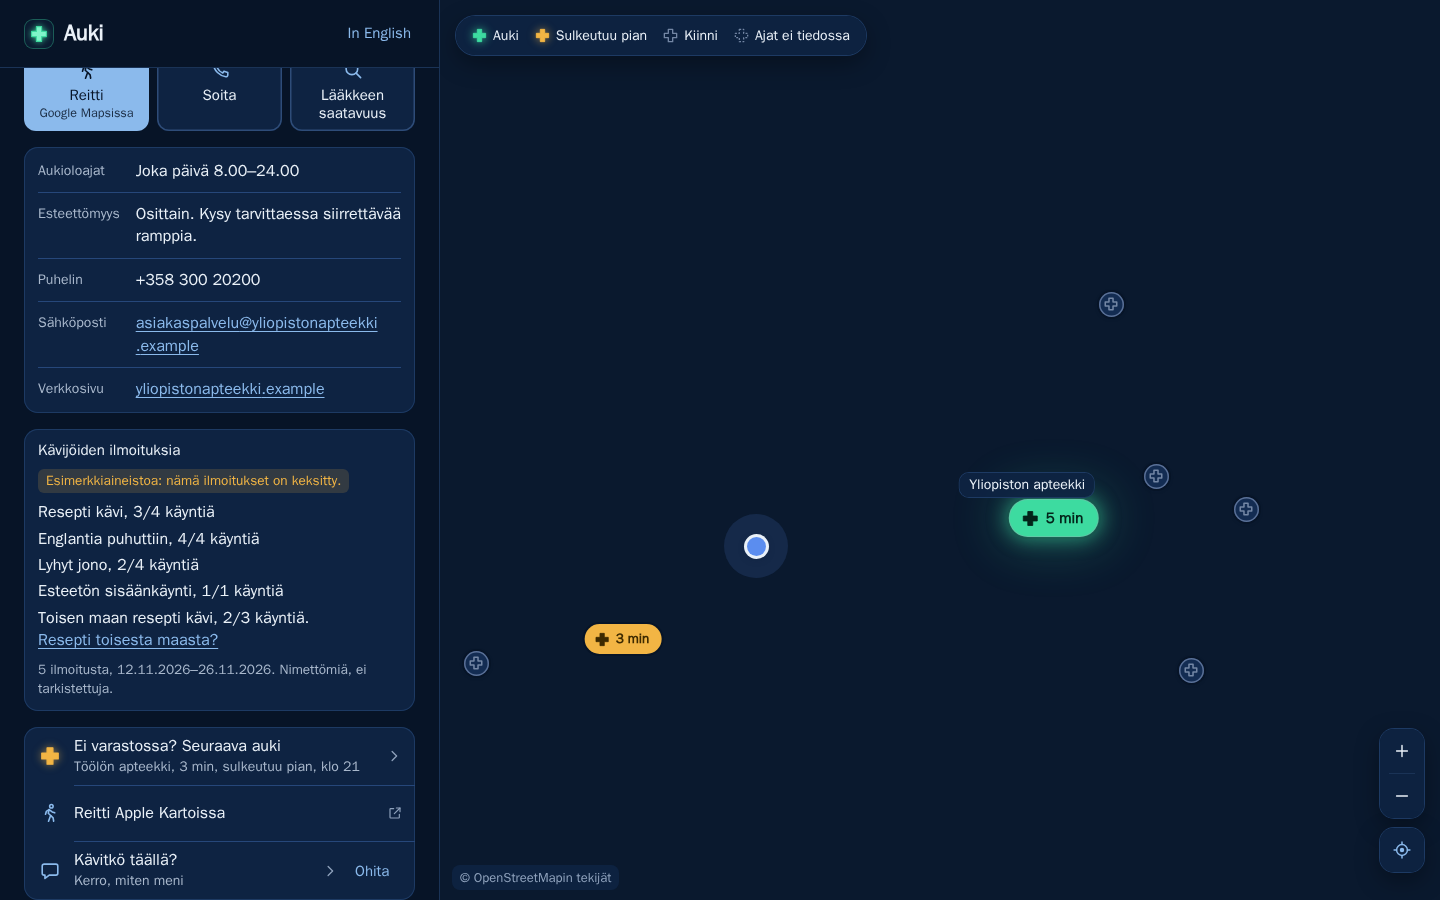 Auki
In English
Reitti
Google Mapsissa
Soita
Lääkkeen
saatavuus
Aukioloajat
Joka päivä 8.00–24.00
Esteettömyys
Osittain. Kysy tarvittaessa siirrettävää
ramppia.
Puhelin
+358 300 20200
Sähköposti
asiakaspalvelu@yliopistonapteekki
.example
Verkkosivu
yliopistonapteekki.example
Kävijöiden ilmoituksia
Esimerkkiaineistoa: nämä ilmoitukset on keksitty.
Resepti kävi, 3/4 käyntiä
Englantia puhuttiin, 4/4 käyntiä
Lyhyt jono, 2/4 käyntiä
Esteetön sisäänkäynti, 1/1 käyntiä
Toisen maan resepti kävi, 2/3 käyntiä.
Resepti toisesta maasta?
5 ilmoitusta, 12.11.2026–26.11.2026. Nimettömiä, ei
tarkistettuja.
Ei varastossa? Seuraava auki
Töölön apteekki, 3 min, sulkeutuu pian, klo 21
Reitti Apple Kartoissa
Kävitkö täällä?
Kerro, miten meni
Ohita
Auki
Sulkeutuu pian
Kiinni
Ajat ei tiedossa
Yliopiston apteekki
5 min
3 min
+
−
© OpenStreetMapin tekijät